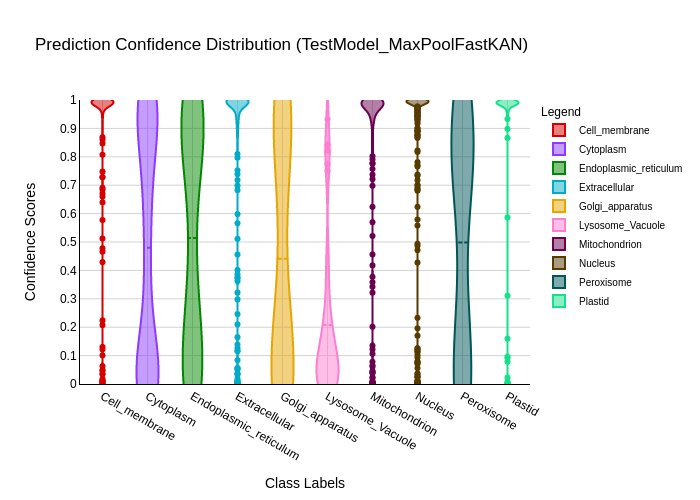 Prediction Confidence Distribution (TestModel_MaxPoolFastKAN)
Confidence Scores
1
0.9
0.8
0.7
0.6
0.5
0.4
0.3
0.2
0.1
0
Cell_membrane
Cytoplasm
Endoplasmic_reticulum
Extracellular
Golgi_apparatus
Lysosome_Vacuole
Mitochondrion
Nucleus
Peroxisome
Plastid
Class Labels
Legend
Cell_membrane
Cytoplasm
Endoplasmic_reticulum
Extracellular
Golgi_apparatus
Lysosome_Vacuole
Mitochondrion
Nucleus
Peroxisome
Plastid